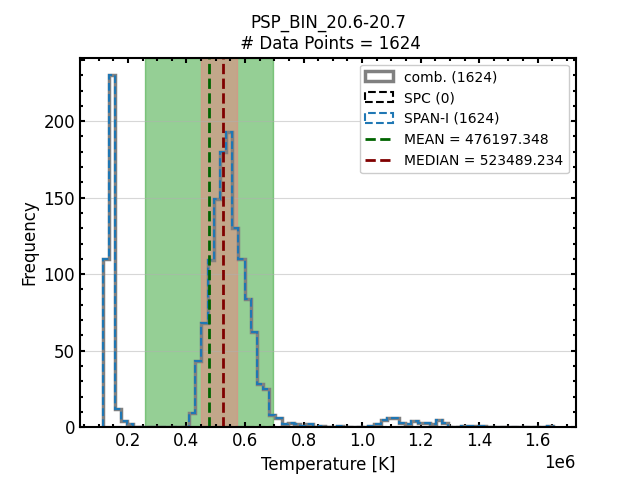 PSP_BIN_20.6-20.7
# Data Points = 1624
comb. (1624)
SPC (0)
SPAN-I (1624)
MEAN = 476197.348
MEDIAN = 523489.234
Frequency
200
150
100
50
0
0.2 0.4 0.6 0.8 1.0 1.2 1.4 1.6
Temperature [K]
1e6